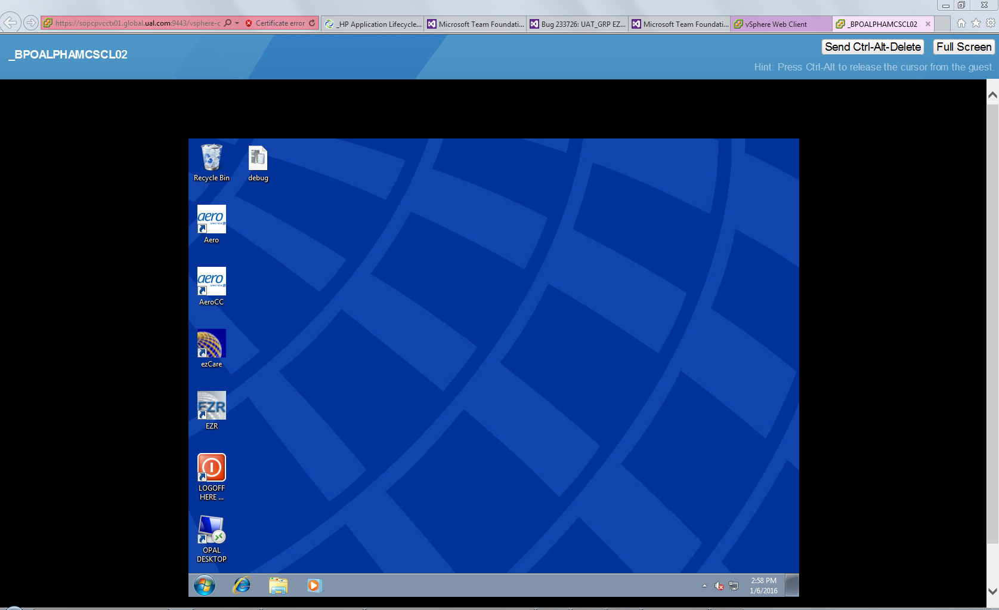 https://sopcpvcctx01.global.ual.com:9443/vsphere-c
Certificate error
_HP Application Lifecycle...
Microsoft Team Foundati...
Bug 233726: UAT_GRP EZ...
Microsoft Team Foundati...
vSphere Web Client
_BPOALPHAMCSCL02
_BPOALPHAMCSCL02
Send Ctrl-Alt-Delete
Full Screen
Hint: Press Ctrl-Alt to release the cursor from the guest.
Recycle Bin
debug
aero
UNITED
Aero
aero
UNITED
AeroCC
ezCare
EZR
EZR
LOGOFF
HERE ...
OPAL
DESKTOP
2:58 PM
1/6/2016